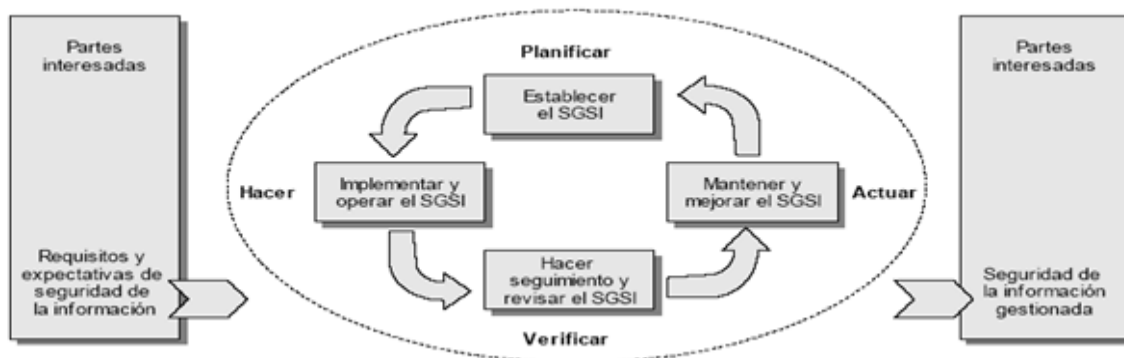 Partes
interesadas
Requisitos y
expectativas de
seguridad de
la información
Planificar
Establecer
el SGSI
Hacer
Implementar y
operar el SGSI
Mantener y
mejorar el SGSI
Actuar
Hacer
seguimiento y
revisar el SGSI
Verificar
Partes
interesadas
Seguridad de
la información
gestionada